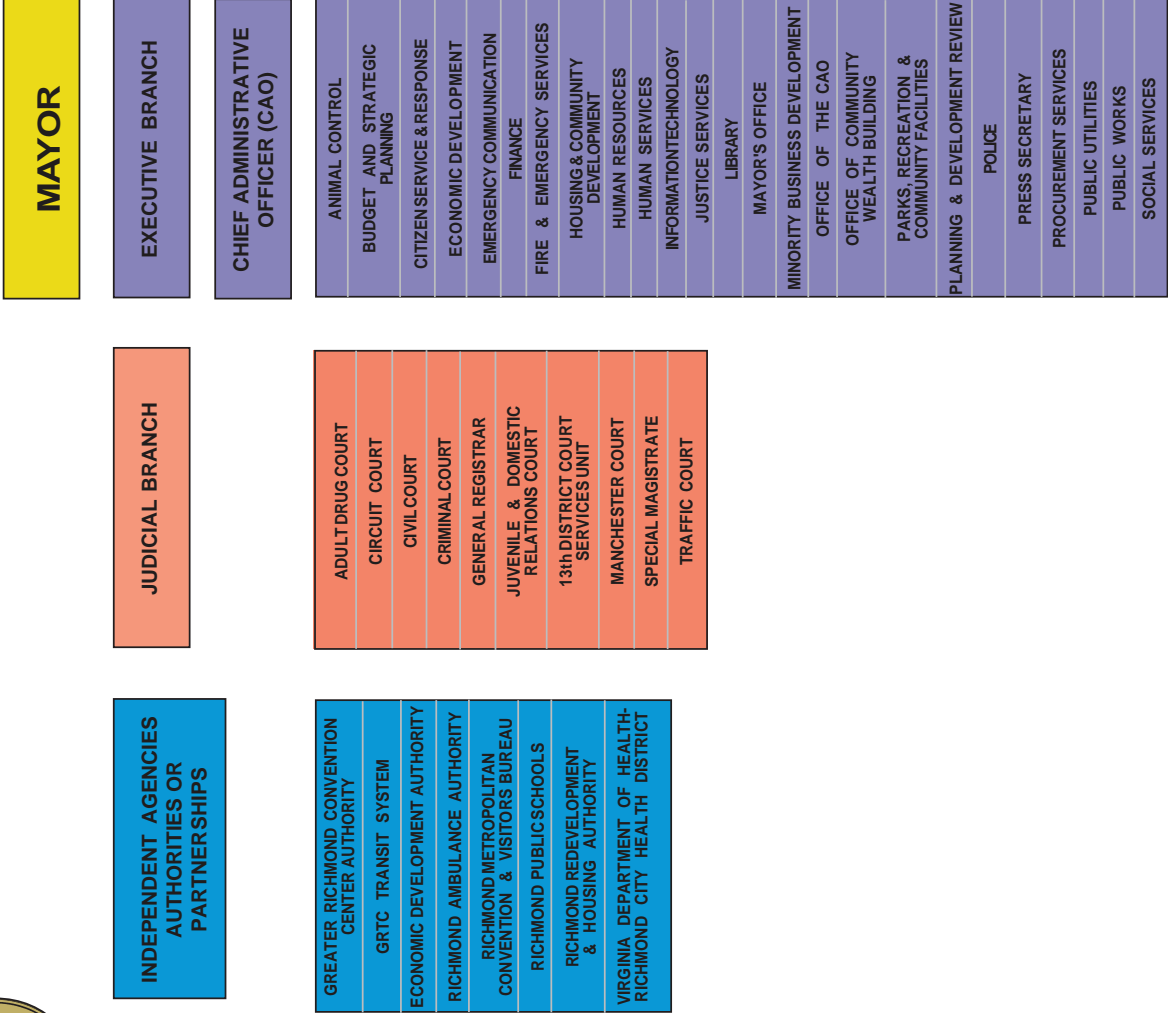 INDEPENDENT AGENCIES
AUTHORITIES OR
PARTNERSHIPS
GREATER RICHMOND CONVENTION
CENTER AUTHORITY
GRTC TRANSIT SYSTEM
ECONOMIC DEVELOPMENT AUTHORITY
RICHMOND AMBULANCE AUTHORITY
RICHMOND METROPOLITAN
CONVENTION & VISITORS BUREAU
RICHMOND PUBLIC SCHOOLS
RICHMOND REDEVELOPMENT
& HOUSING AUTHORITY
VIRGINIA DEPARTMENT OF HEALTH-
RICHMOND CITY HEALTH DISTRICT
JUDICIAL BRANCH
ADULT DRUG COURT
CIRCUIT COURT
CIVIL COURT
CRIMINAL COURT
GENERAL REGISTRAR
JUVENILE & DOMESTIC
RELATIONS COURT
13th DISTRICT COURT
SERVICES UNIT
MANCHESTER COURT
SPECIAL MAGISTRATE
TRAFFIC COURT
MAYOR
EXECUTIVE BRANCH
CHIEF ADMINISTRATIVE
OFFICER (CAO)
ANIMAL CONTROL
BUDGET AND STRATEGIC
PLANNING
CITIZEN SERVICE & RESPONSE
ECONOMIC DEVELOPMENT
EMERGENCY COMMUNICATION
FINANCE
FIRE & EMERGENCY SERVICES
HOUSING & COMMUNITY
DEVELOPMENT
HUMAN RESOURCES
HUMAN SERVICES
INFORMATION TECHNOLOGY
JUSTICE SERVICES
LIBRARY
MAYOR'S OFFICE
MINORITY BUSINESS DEVELOPMENT
OFFICE OF THE CAO
OFFICE OF COMMUNITY
WEALTH BUILDING
PARKS, RECREATION &
COMMUNITY FACILITIES
PLANNING & DEVELOPMENT REVIEW
POLICE
PRESS SECRETARY
PROCUREMENT SERVICES
PUBLIC UTILITIES
PUBLIC WORKS
SOCIAL SERVICES